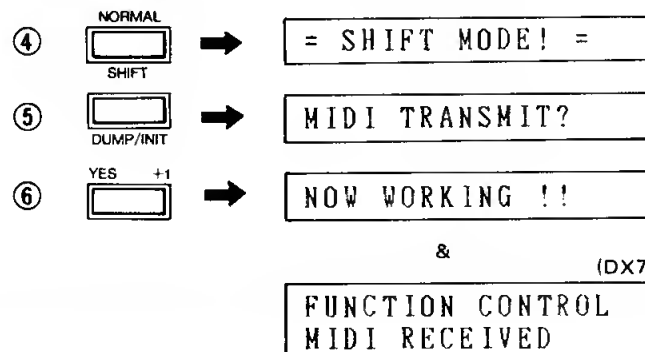 NORMAL
④
= SHIFT MODE! =
SHIFT
⑤
MIDI TRANSMIT?
DUMP/INIT
YES +1
⑥
NOW WORKING !!
&
(DX7
FUNCTION CONTROL
MIDI RECEIVED